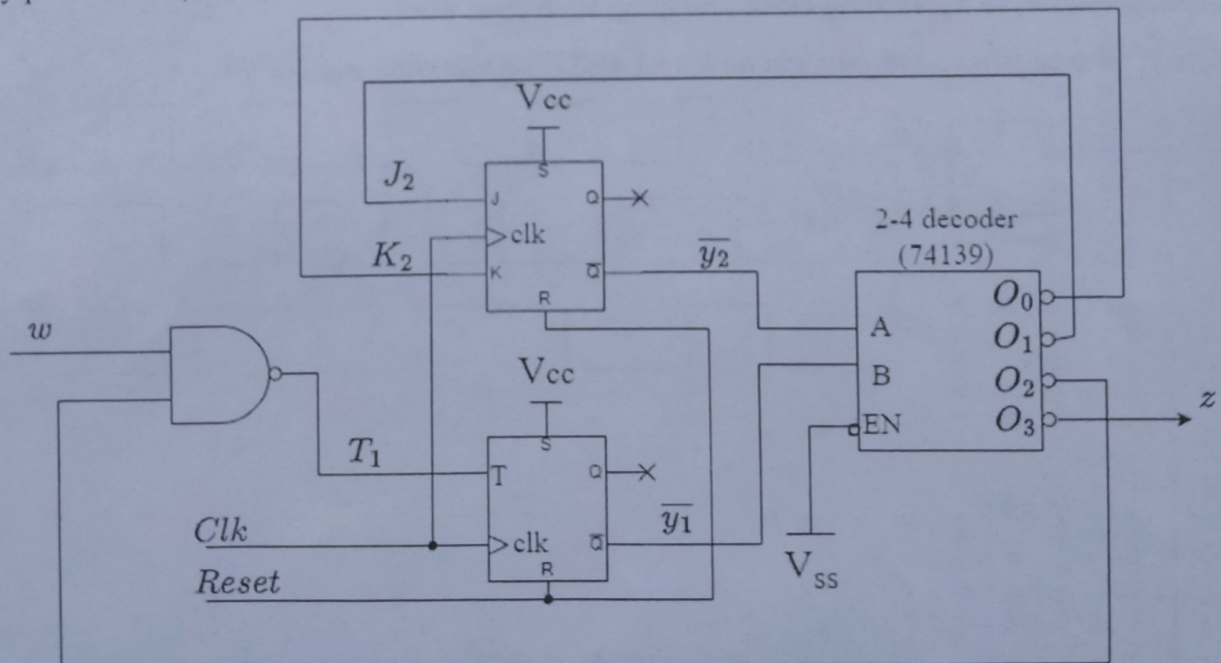 Vcc
J₂
S
J
Q
clk
K₂
K
Q̅
R
y₂̅
2-4 decoder
(74139)
O₀
O₁
O₂
O₃
A
B
EN
z
w
Vcc
T₁
S
T
Q
clk
Q̅
R
y₁̅
Clk
Reset
V_SS